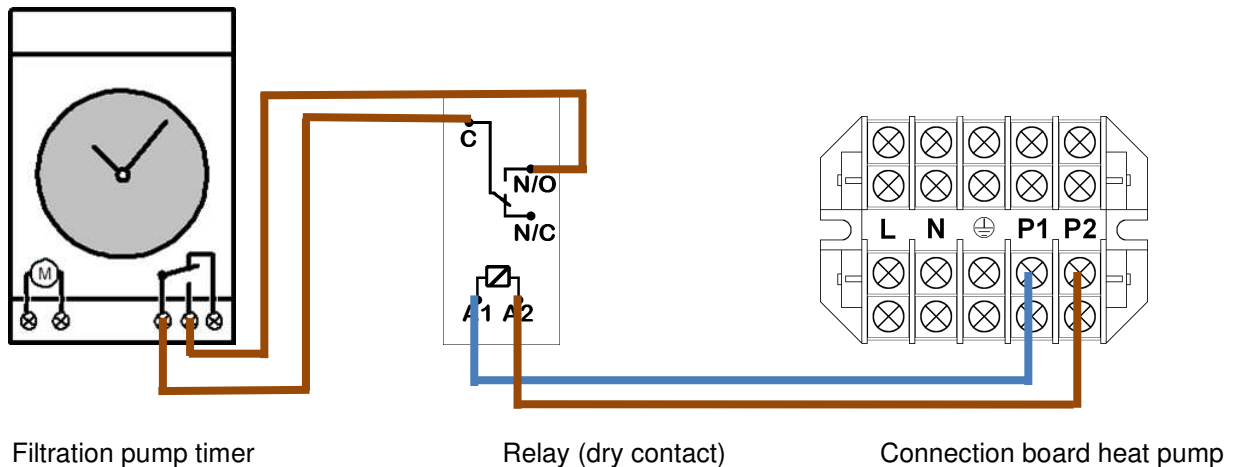 C
N/O
N/C
M
A1 A2
L N P1 P2
Filtration pump timer
Relay (dry contact)
Connection board heat pump